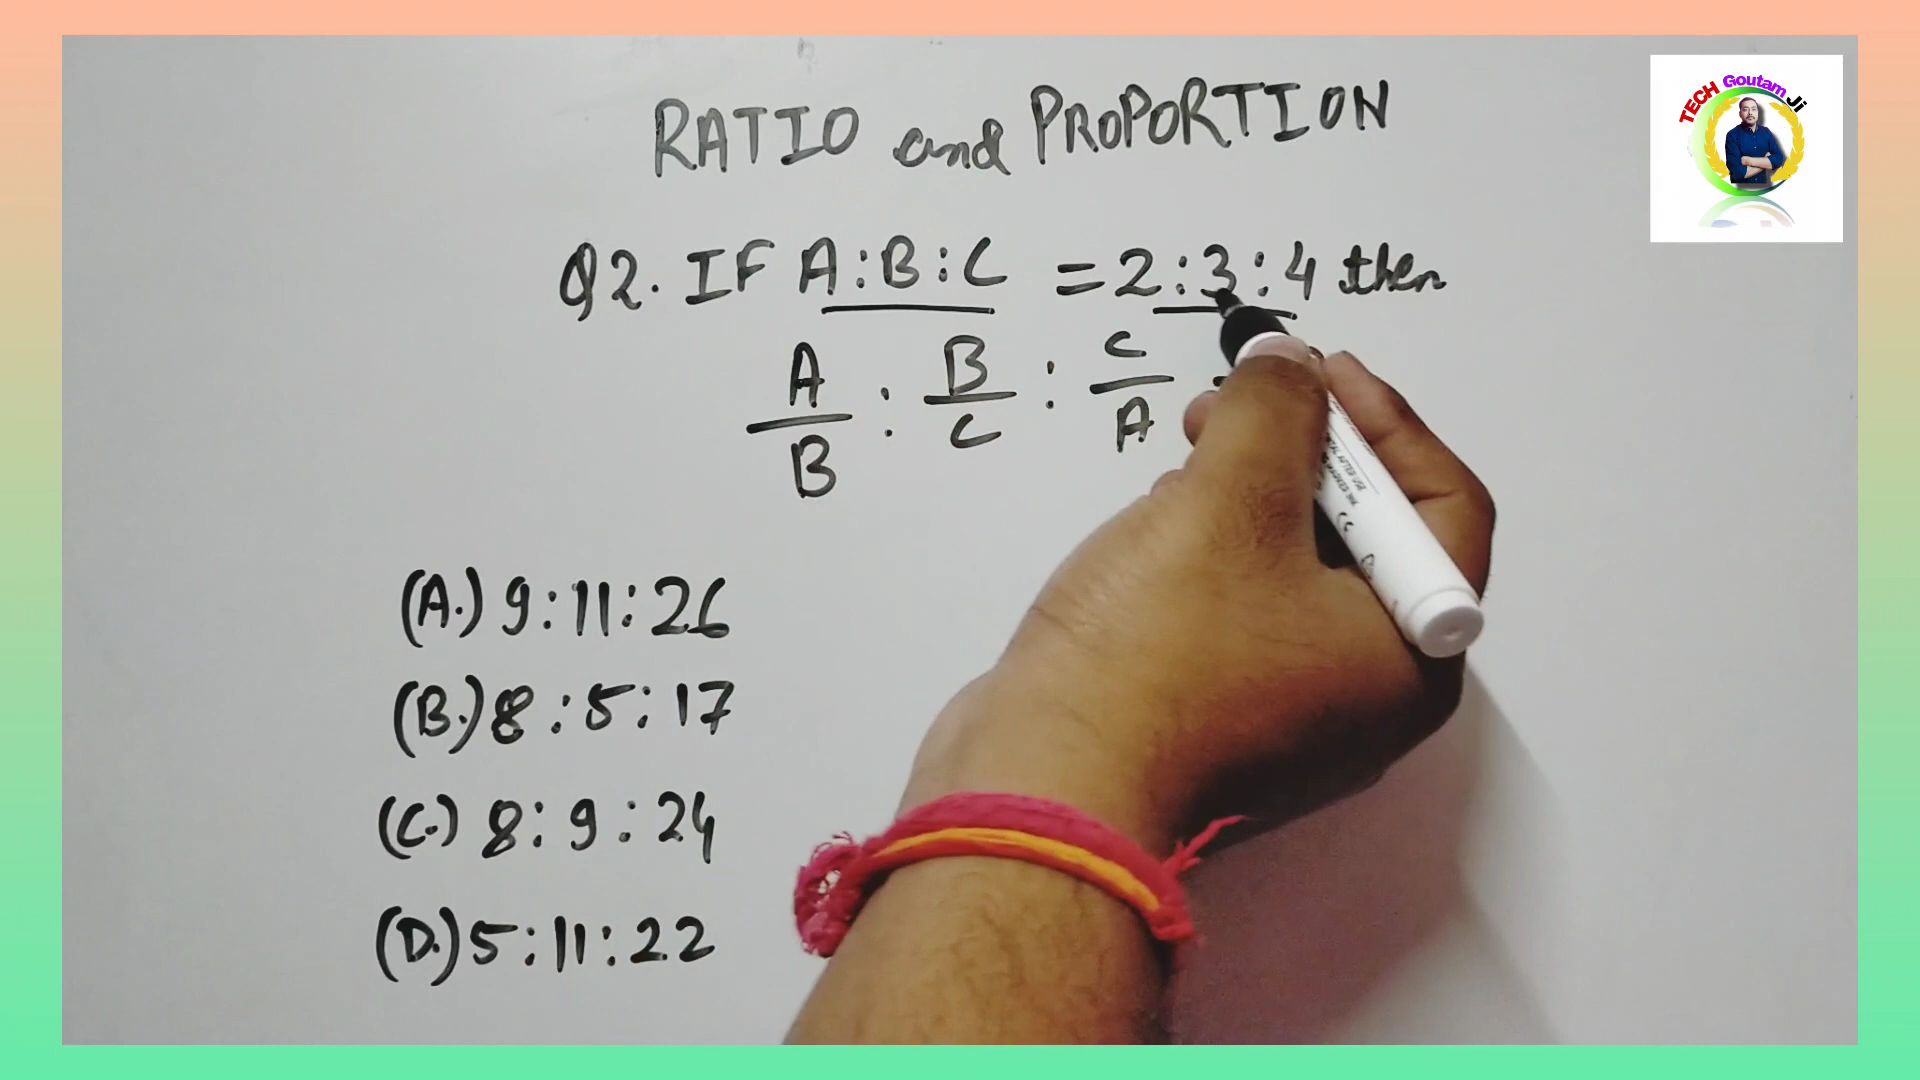 TECH Goutam Ji
RATIO and PROPORTION
Q2. IF A:B:C = 2:3:4 then
A/B : B/C : C/A
(A.) 9:11:26
(B.) 8:5:17
(C.) 8:9:24
(D.) 5:11:22